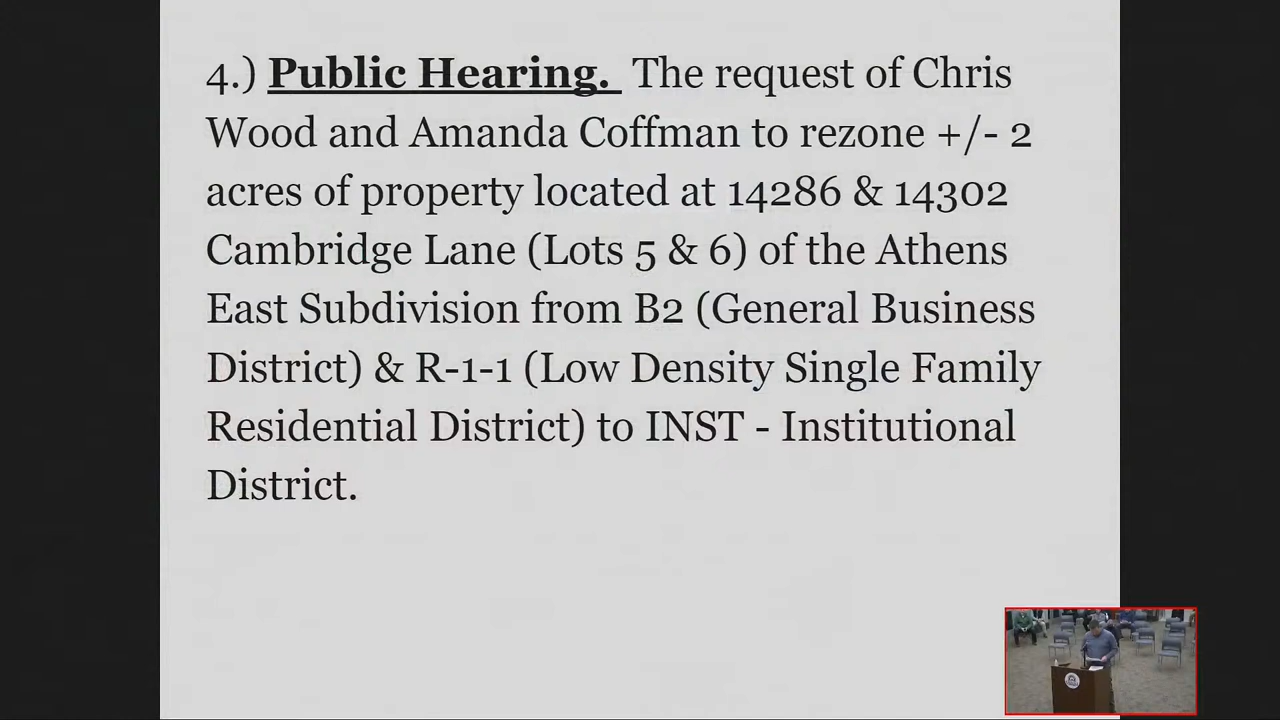 4.) Public Hearing. The request of Chris
Wood and Amanda Coffman to rezone +/- 2
acres of property located at 14286 & 14302
Cambridge Lane (Lots 5 & 6) of the Athens
East Subdivision from B2 (General Business
District) & R-1-1 (Low Density Single Family
Residential District) to INST - Institutional
District.